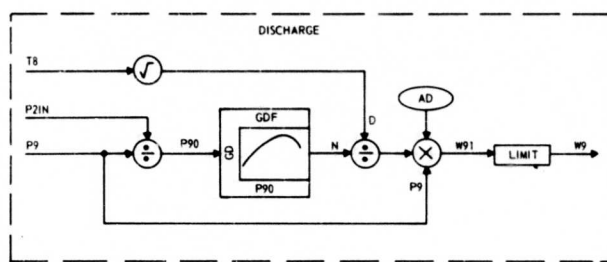 DISCHARGE
T8
√
P2IN
P9
÷
P90
GDF
GD
P90
N
D
÷
AD
×
P9
W91
LIMIT
W9